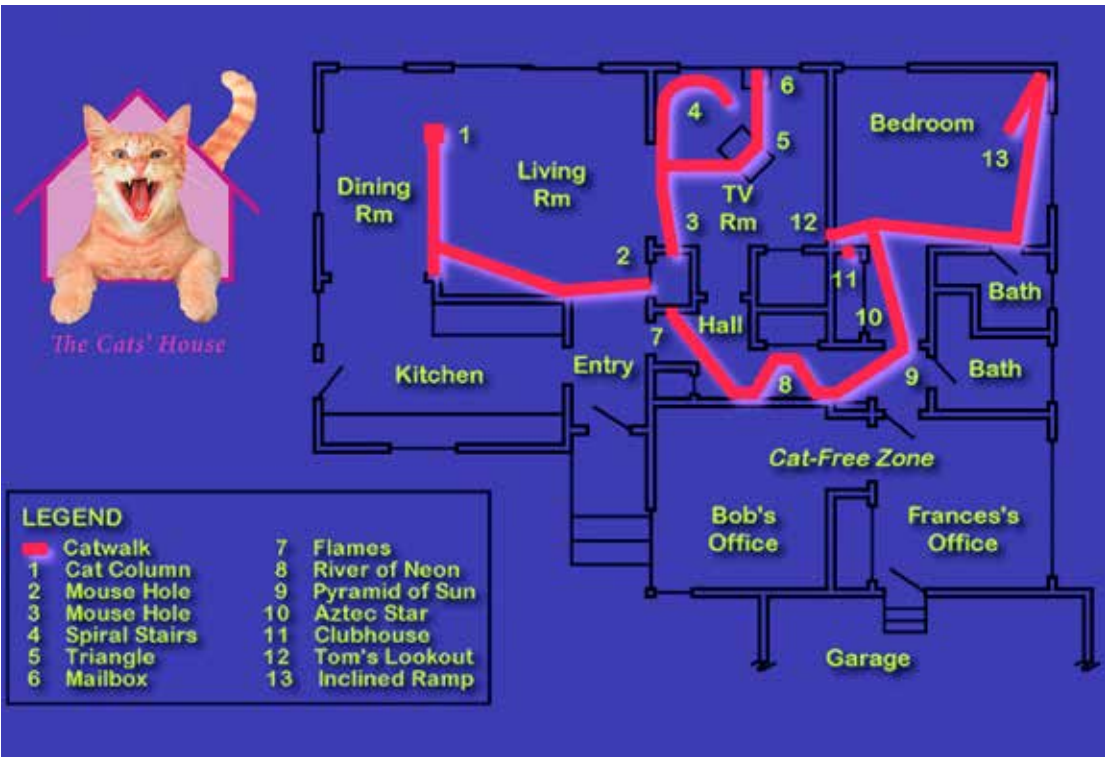 The Cats' House
1
Dining
Rm
Living
Rm
2
3
4
5
6
TV
Rm
Bedroom
13
12
11
10
Bath
Bath
7
Hall
8
9
Kitchen
Entry
Cat-Free Zone
Bob's
Office
Frances's
Office
Garage
LEGEND
Catwalk
1 Cat Column
2 Mouse Hole
3 Mouse Hole
4 Spiral Stairs
5 Triangle
6 Mailbox
7 Flames
8 River of Neon
9 Pyramid of Sun
10 Aztec Star
11 Clubhouse
12 Tom's Lookout
13 Inclined Ramp